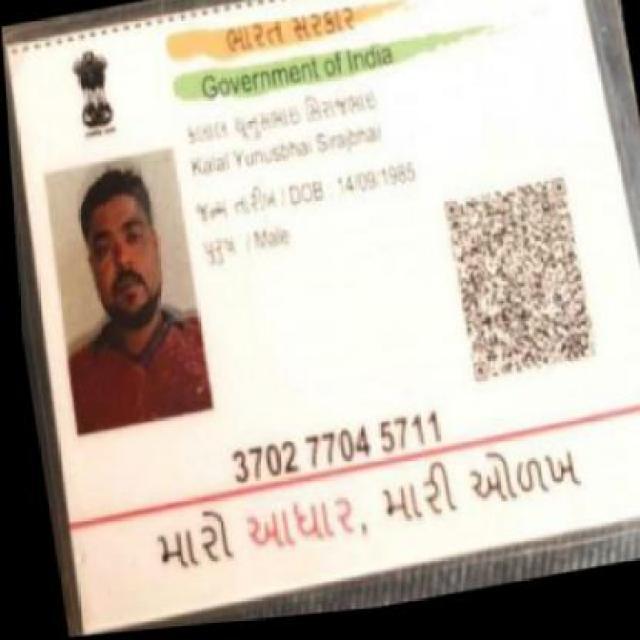 ભારત સરકાર
Government of India
કલાલ યુનુસભાઇ સિરાજભાઇ
Kalal Yunusbhai Sirajbhai
જન્મ તારીખ / DOB : 14/09/1985
પુરુષ / Male
3702 7704 5711
મારો આધાર, મારી ઓળખ